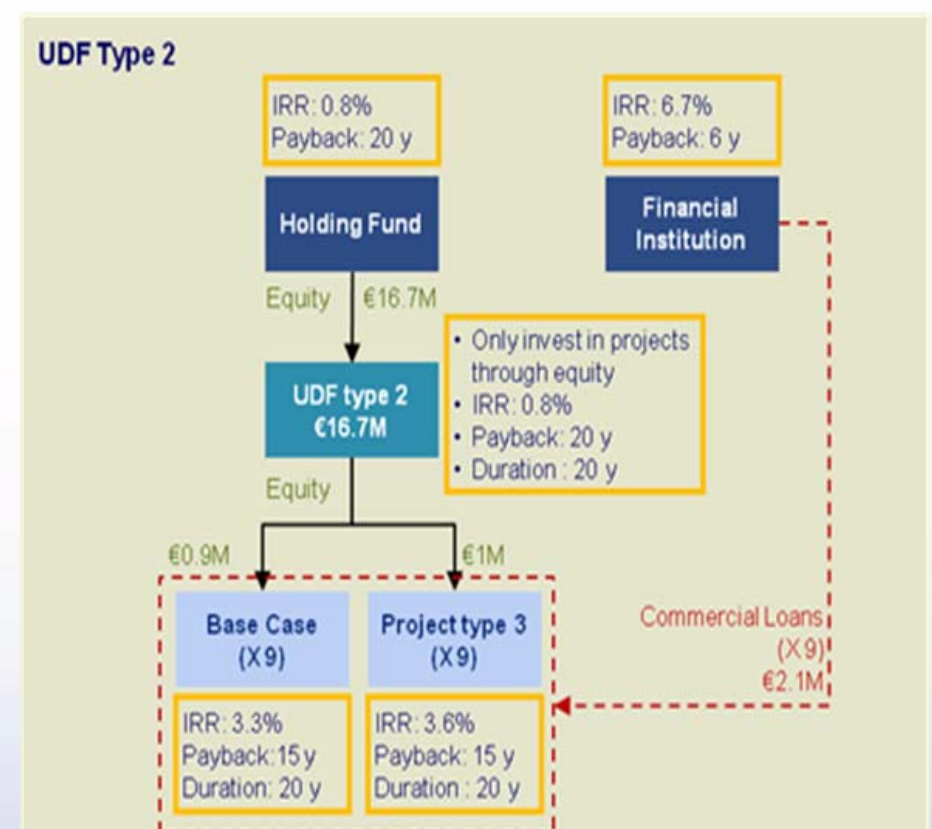 UDF Type 2
IRR: 0.8%
Payback: 20 y
IRR: 6.7%
Payback: 6 y
Holding Fund
Financial
Institution
Equity €16.7M
• Only invest in projects
through equity
• IRR: 0.8%
• Payback: 20 y
• Duration : 20 y
UDF type 2
€16.7M
Equity
€0.9M
€1M
Base Case
(X9)
Project type 3
(X9)
Commercial Loans
(X9)
€2.1M
IRR: 3.3%
Payback:15 y
Duration: 20 y
IRR: 3.6%
Payback: 15 y
Duration : 20 y